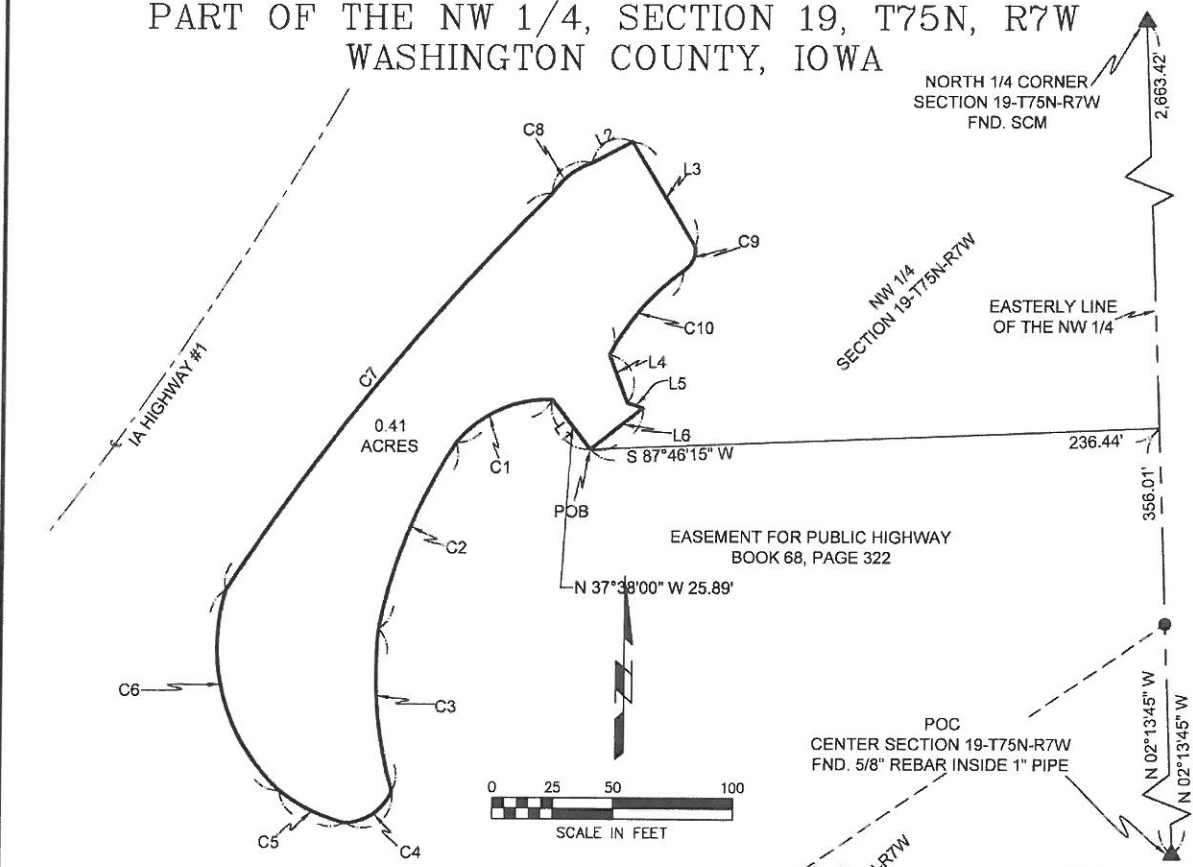 PART OF THE NW 1/4, SECTION 19, T75N, R7W
WASHINGTON COUNTY, IOWA
NORTH 1/4 CORNER
SECTION 19-T75N-R7W
FND. SCM
2,663.42'
C8
L2
L3
C9
NW 1/4
SECTION 19-T75N-R7W
EASTERLY LINE
OF THE NW 1/4
C10
IA HIGHWAY #1
C7
L4
L5
0.41
ACRES
L1
L6
C1
S 87°46'15" W
236.44'
356.01'
POB
C2
EASEMENT FOR PUBLIC HIGHWAY
BOOK 68, PAGE 322
N 37°38'00" W 25.89'
C6
C3
N 02°13'45" W
N 02°13'45" W
POC
CENTER SECTION 19-T75N-R7W
FND. 5/8" REBAR INSIDE 1" PIPE
0 25 50 100
SCALE IN FEET
C5
C4
-R7W